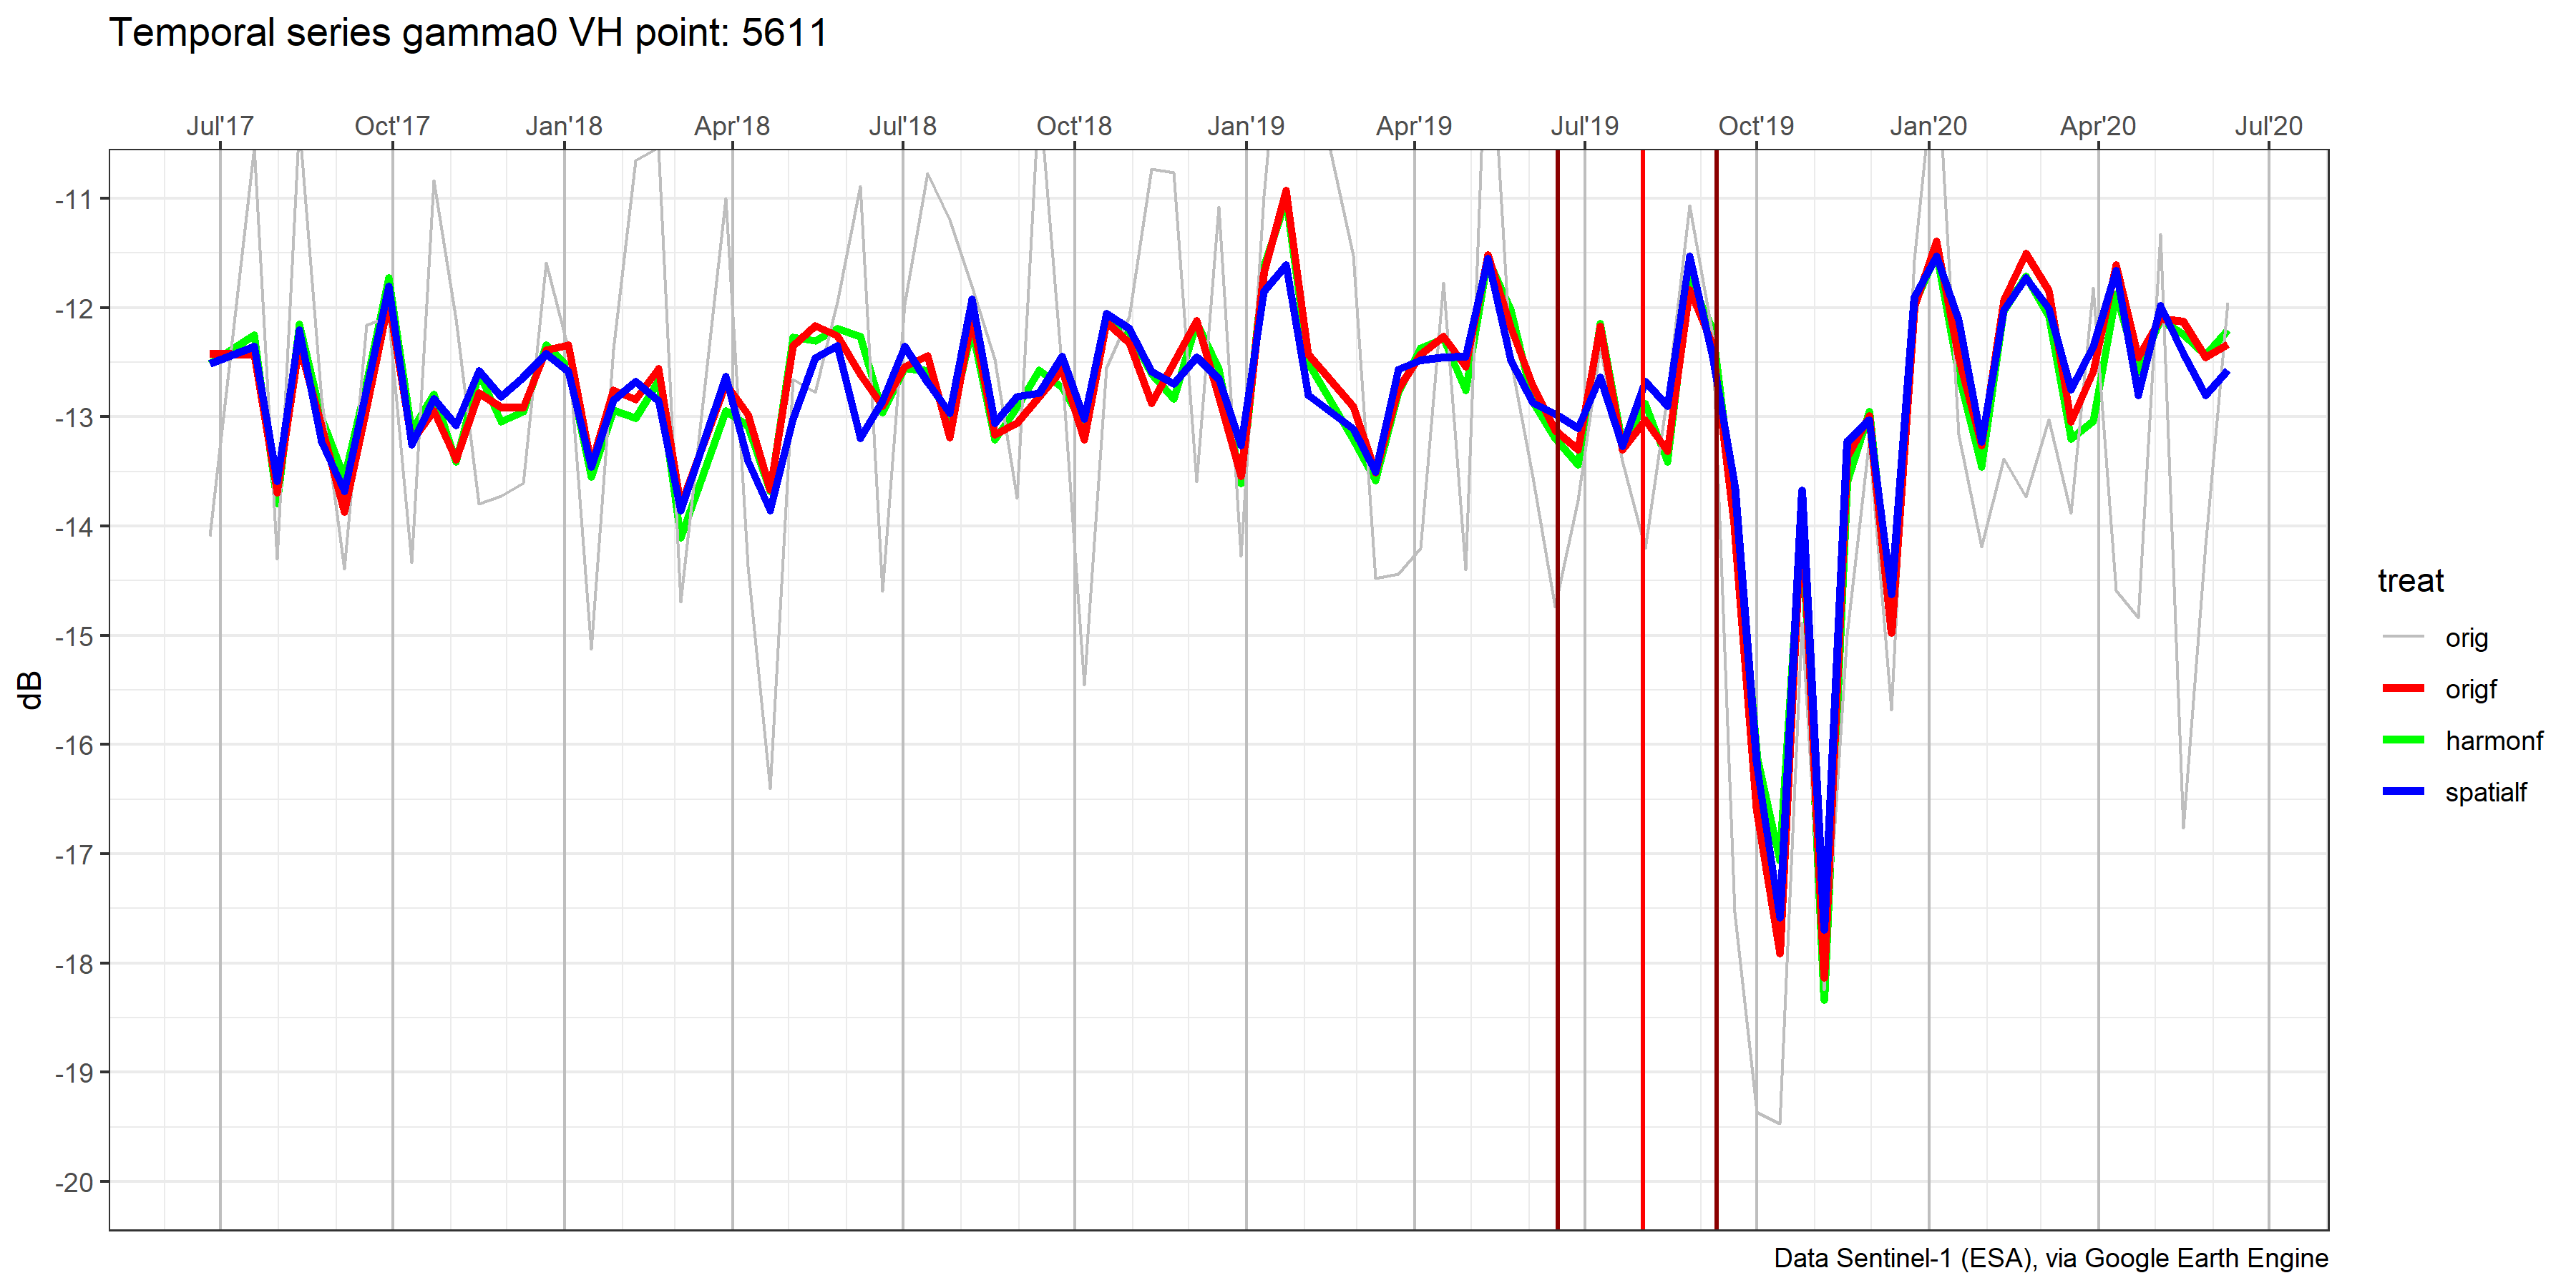 Temporal series gamma0 VH point: 5611
Jul'17 Oct'17 Jan'18 Apr'18 Jul'18 Oct'18 Jan'19 Apr'19 Jul'19 Oct'19 Jan'20 Apr'20 Jul'20
-11
-12
-13
-14
-15
-16
-17
-18
-19
-20
dB
treat
orig
origf
harmonf
spatialf
Data Sentinel-1 (ESA), via Google Earth Engine